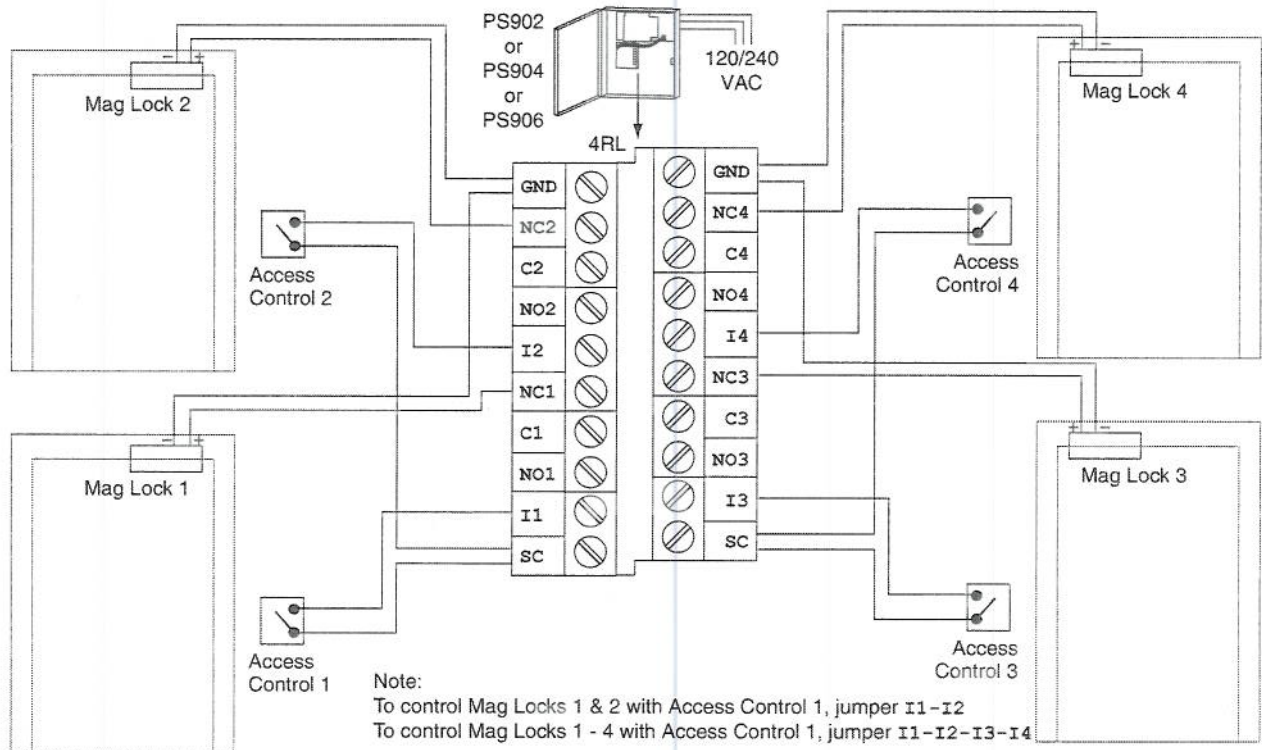 PS902
or
PS904
or
PS906
120/240
VAC
4RL
- +
Mag Lock 2
+ -
Mag Lock 4
Access
Control 2
Access
Control 4
GND
NC2
C2
NO2
I2
NC1
C1
NO1
I1
SC
GND
NC4
C4
NO4
I4
NC3
C3
NO3
I3
SC
- +
Mag Lock 1
+ -
Mag Lock 3
Access
Control 1
Access
Control 3
Note:
To control Mag Locks 1 & 2 with Access Control 1, jumper I1-I2
To control Mag Locks 1 - 4 with Access Control 1, jumper I1-I2-I3-I4